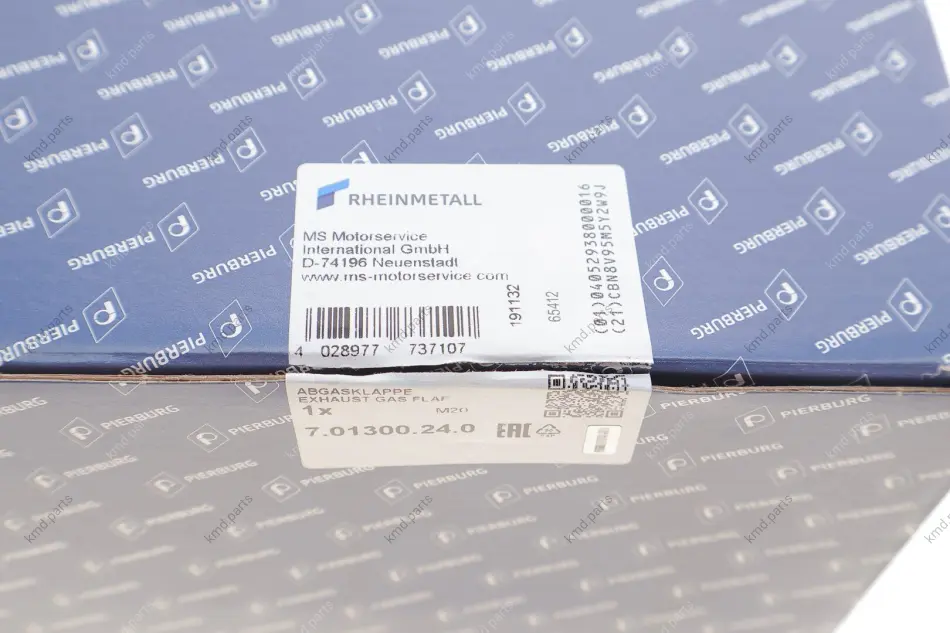 RHEINMETALL
MS Motorservice
International GmbH
D-74196 Neuenstadt
www.ms-motorservice.com
4 028977 737107
191132
65412
(01)04052938000016
(21)CBN8V95M5Y2W9J
ABGASKLAPPE
EXHAUST GAS FLAP
1x
M20
7.01300.24.0
EAC
PIERBURG
kmd.parts